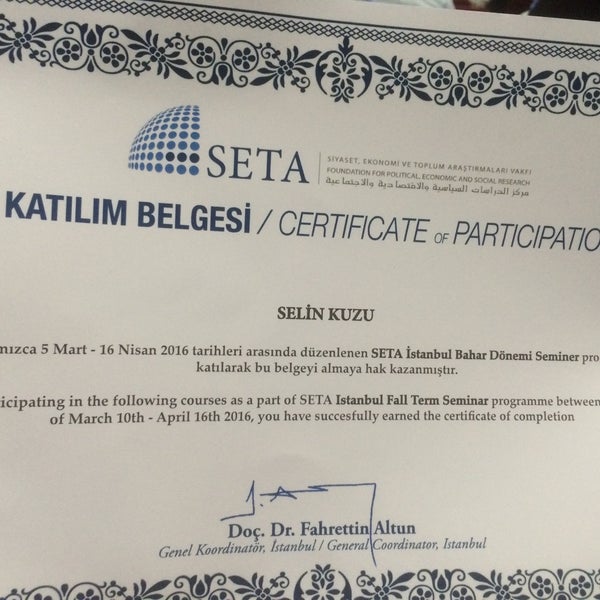 SETA
SİYASET, EKONOMİ VE TOPLUM ARAŞTIRMALARI VAKFI
FOUNDATION FOR POLITICAL, ECONOMIC AND SOCIAL RESEARCH
مركز الدراسات السياسية والاقتصادية والاجتماعية
KATILIM BELGESİ / CERTIFICATE OF PARTICIPATIO
SELİN KUZU
mızca 5 Mart - 16 Nisan 2016 tarihleri arasında düzenlenen SETA İstanbul Bahar Dönemi Seminer pro
katılarak bu belgeyi almaya hak kazanmıştır.
icipating in the following courses as a part of SETA Istanbul Fall Term Seminar programme between
of March 10th - April 16th 2016, you have succesfully earned the certificate of completion
Doç. Dr. Fahrettin Altun
Genel Koordinatör, İstanbul / General Coordinator, Istanbul